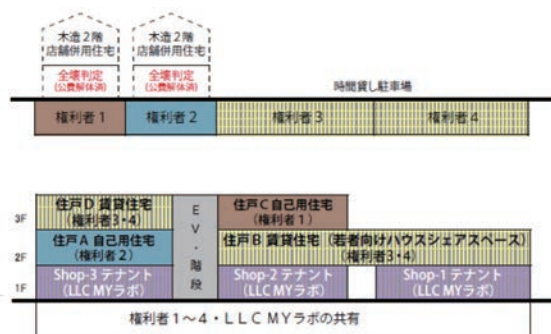 木造2階
店舗併用住宅
全壊判定
(公費解体済)
木造2階
店舗併用住宅
全壊判定
(公費解体済)
時間貸し駐車場
権利者1
権利者2
権利者3
権利者4
3F
住戸D 賃貸住宅
(権利者3・4)
EV・階段
住戸C 自己用住宅
(権利者1)
2F
住戸A 自己用住宅
(権利者2)
住戸B 賃貸住宅(若者向けハウスシェアスペース)
(権利者3・4)
1F
Shop-3 テナント
(LLC MYラボ)
Shop-2 テナント
(LLC MYラボ)
Shop-1 テナント
(LLC MYラボ)
権利者1~4・LLC MYラボの共有